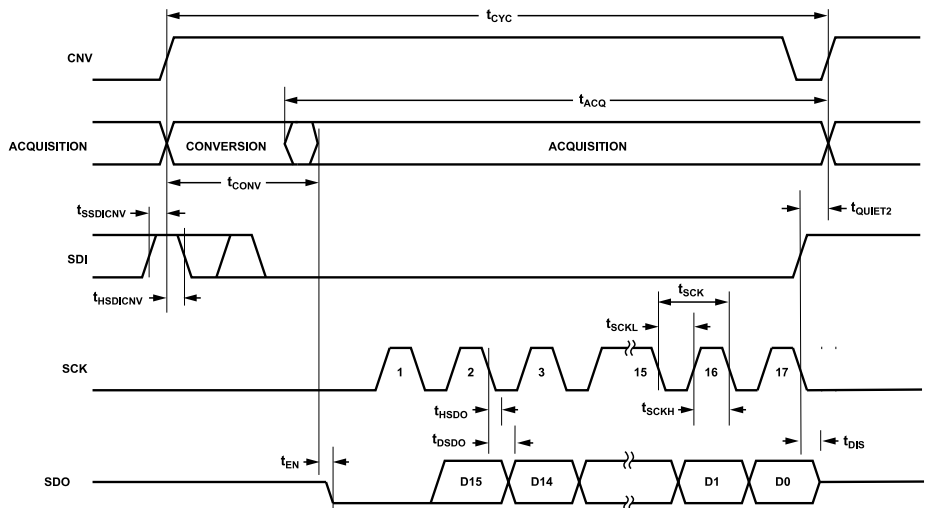 tCYC
CNV
tACQ
ACQUISITION
CONVERSION
ACQUISITION
tCONV
tSSDICNV
tQUIET2
SDI
tHSDICNV
tSCK
tSCKL
SCK
1
2
3
15
16
17
tHSDO
tSCKH
tDSDO
tDIS
tEN
SDO
D15
D14
D1
D0